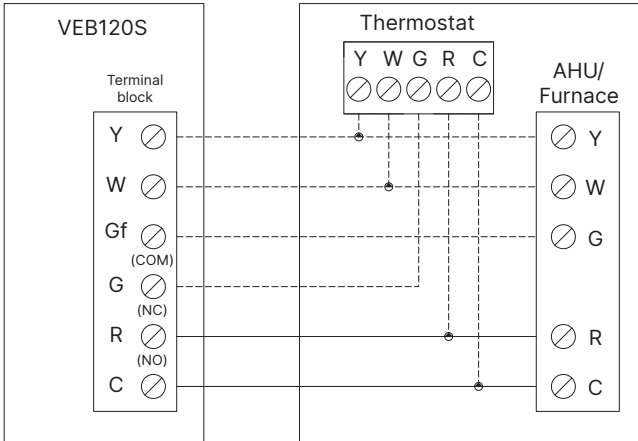 VEB120S
Thermostat
Y W G R C
AHU/
Furnace
Terminal
block
Y
Y
W
W
Gf
G
(COM)
G
(NC)
R
R
(NO)
C
C